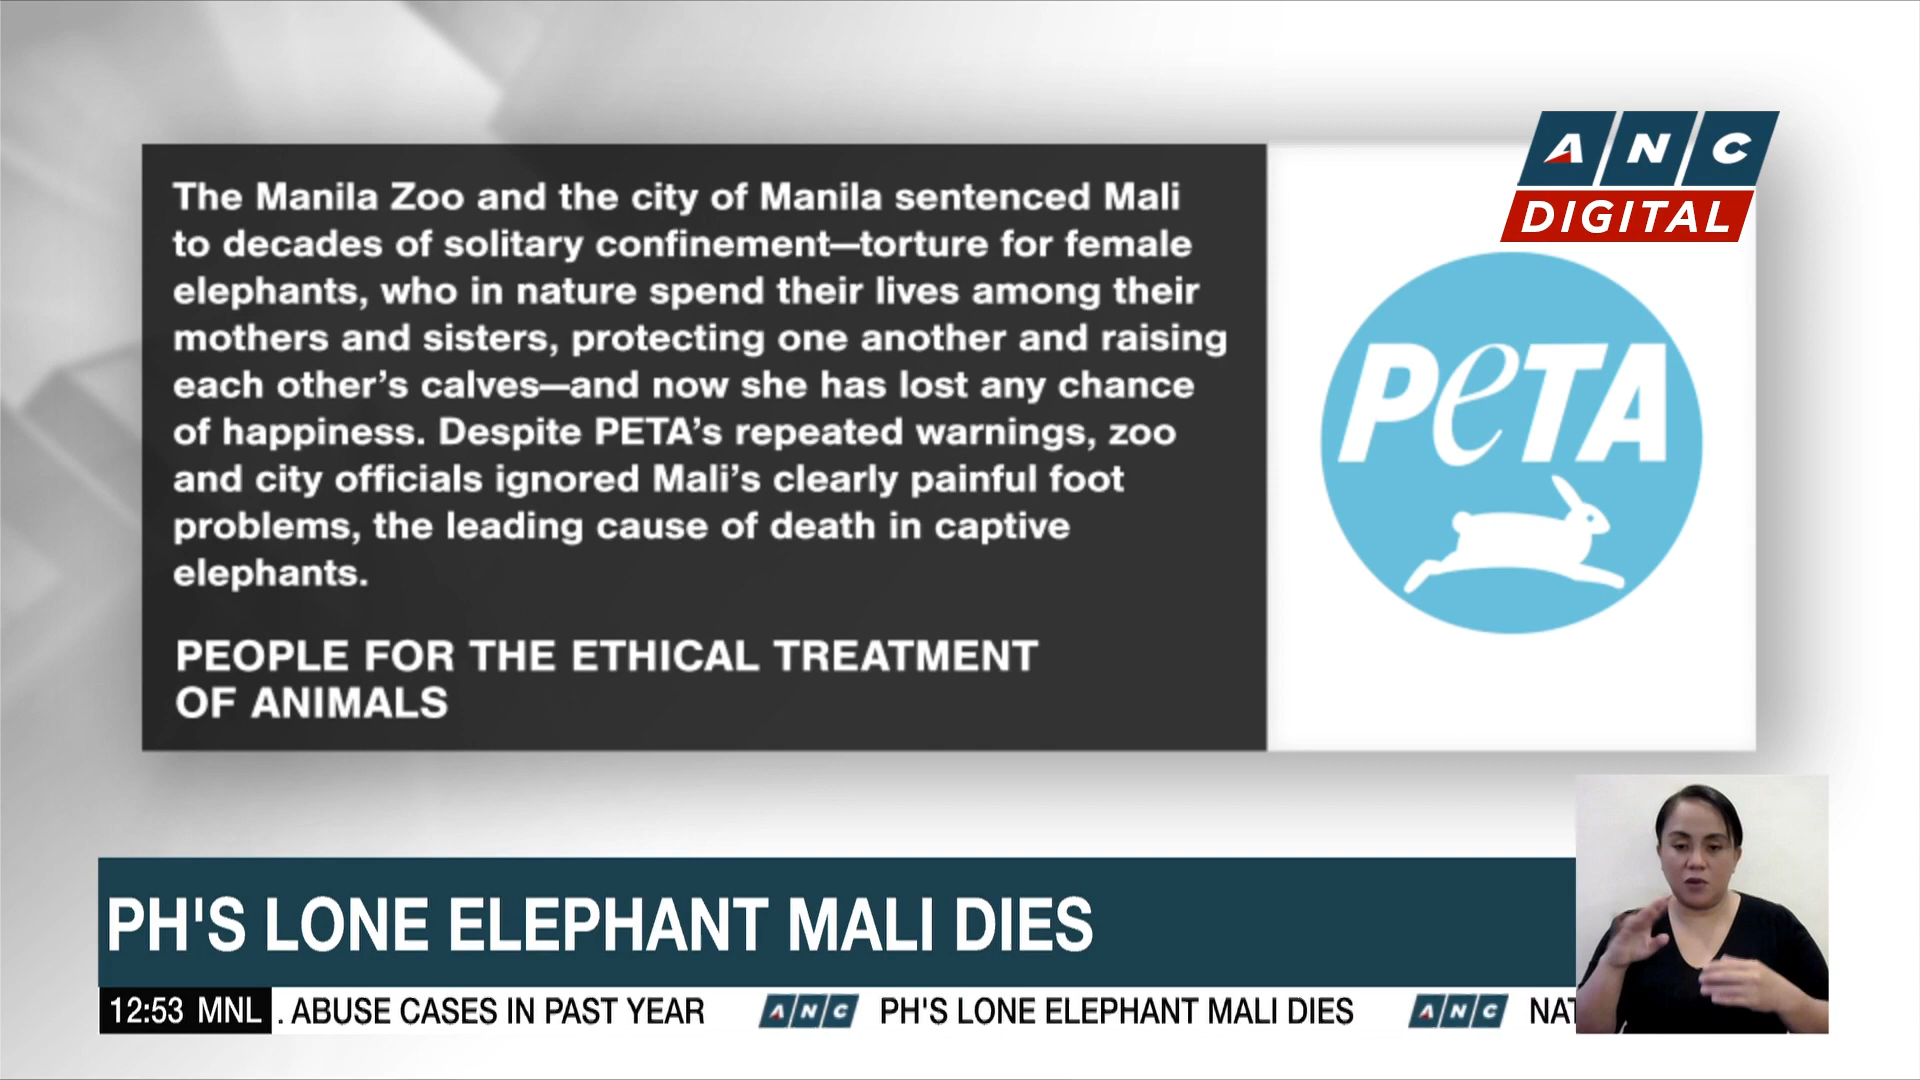 A N C
DIGITAL
The Manila Zoo and the city of Manila sentenced Mali
to decades of solitary confinement—torture for female
elephants, who in nature spend their lives among their
mothers and sisters, protecting one another and raising
each other’s calves—and now she has lost any chance
of happiness. Despite PETA’s repeated warnings, zoo
and city officials ignored Mali’s clearly painful foot
problems, the leading cause of death in captive
elephants.
PEOPLE FOR THE ETHICAL TREATMENT
OF ANIMALS
PeTA
PH'S LONE ELEPHANT MALI DIES
12:53 MNL . ABUSE CASES IN PAST YEAR ANC PH'S LONE ELEPHANT MALI DIES ANC NAT